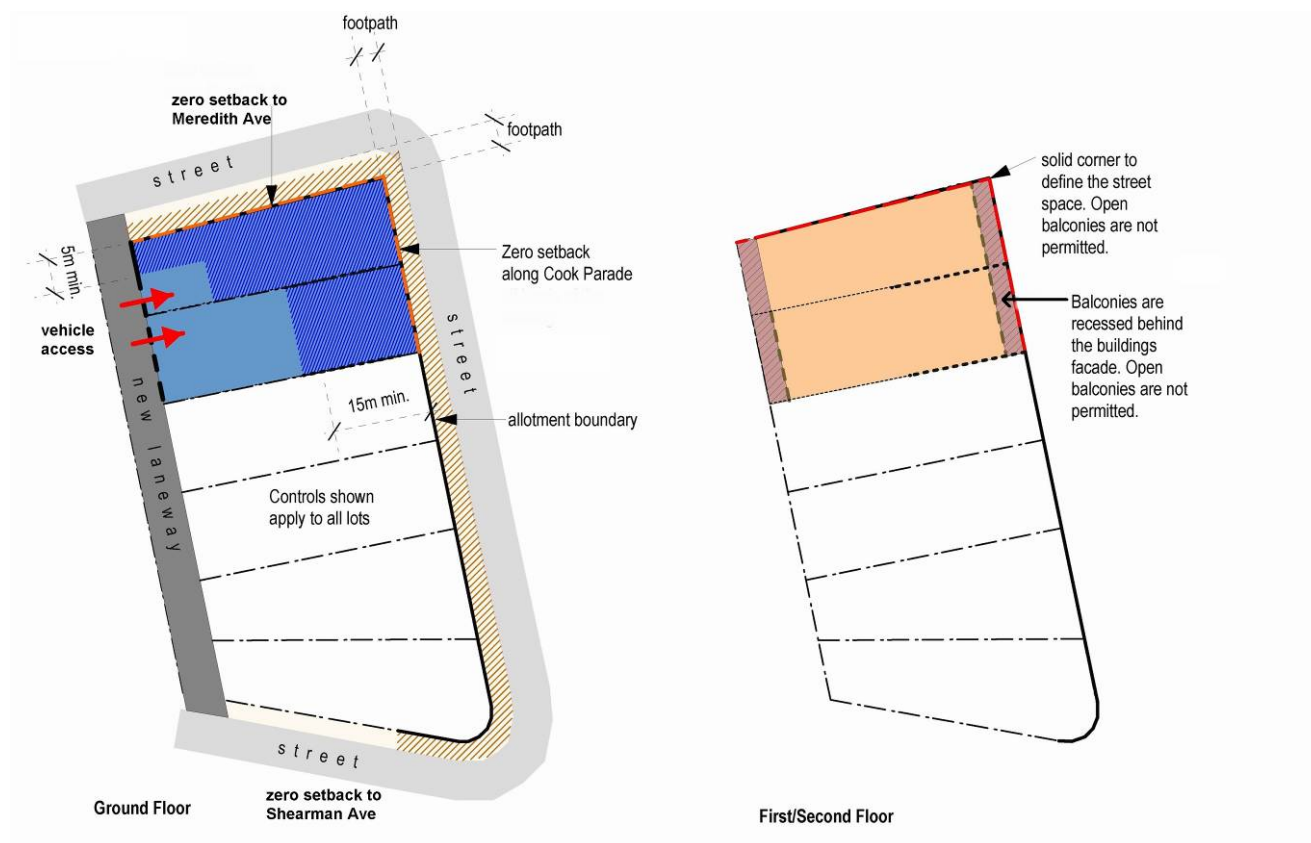 footpath
zero setback to
Meredith Ave
footpath
street
5m min.
vehicle
access
Zero setback
along Cook Parade
street
new laneway
15m min.
allotment boundary
Controls shown
apply to all lots
street
Ground Floor
zero setback to
Shearman Ave
solid corner to
define the street
space. Open
balconies are not
permitted.
Balconies are
recessed behind
the buildings
facade. Open
balconies are not
permitted.
First/Second Floor